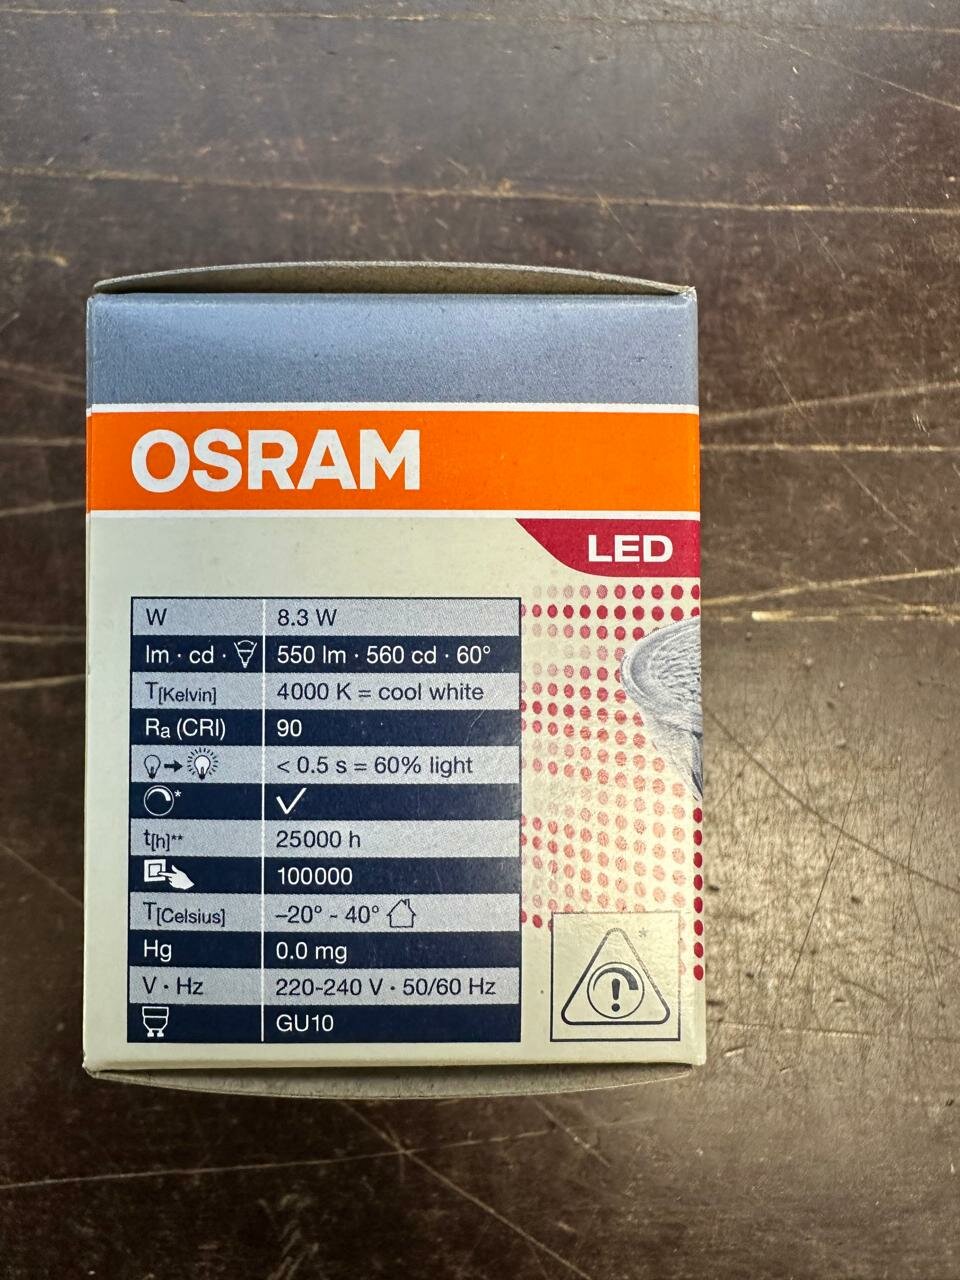 OSRAM
LED
W 8.3 W
lm · cd · 550 lm · 560 cd · 60°
T[Kelvin] 4000 K = cool white
Ra (CRI) 90
< 0.5 s = 60% light
* ✓
t[h]** 25000 h
100000
T[Celsius] –20° - 40°
Hg 0.0 mg
V · Hz 220-240 V · 50/60 Hz
GU10
*
!